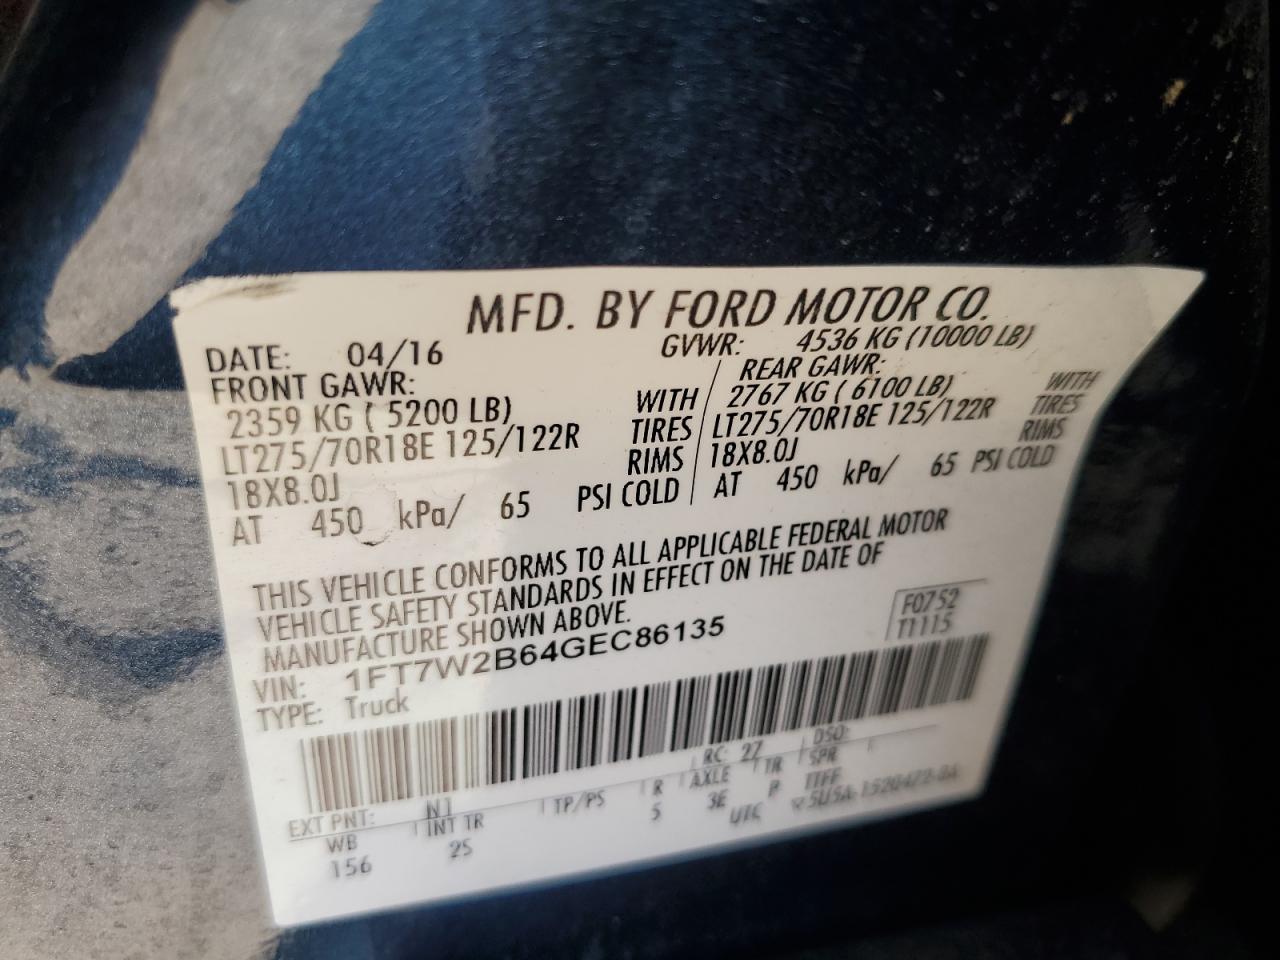 MFD. BY FORD MOTOR CO.
DATE: 04/16 GVWR: 4536 KG (10000 LB)
FRONT GAWR: REAR GAWR:
2359 KG ( 5200 LB) WITH 2767 KG ( 6100 LB) WITH
LT275/70R18E 125/122R TIRES LT275/70R18E 125/122R TIRES
18X8.0J RIMS 18X8.0J RIMS
AT 450 kPa/ 65 PSI COLD AT 450 kPa/ 65 PSI COLD
THIS VEHICLE CONFORMS TO ALL APPLICABLE FEDERAL MOTOR
VEHICLE SAFETY STANDARDS IN EFFECT ON THE DATE OF
MANUFACTURE SHOWN ABOVE.
F0752
T1115
VIN: 1FT7W2B64GEC86135
TYPE: Truck
EXT PNT: N1 RC: 27 DSO:
WB INT TR TP/PS R AXLE TR SPR
156 25 5 3E P
UTC